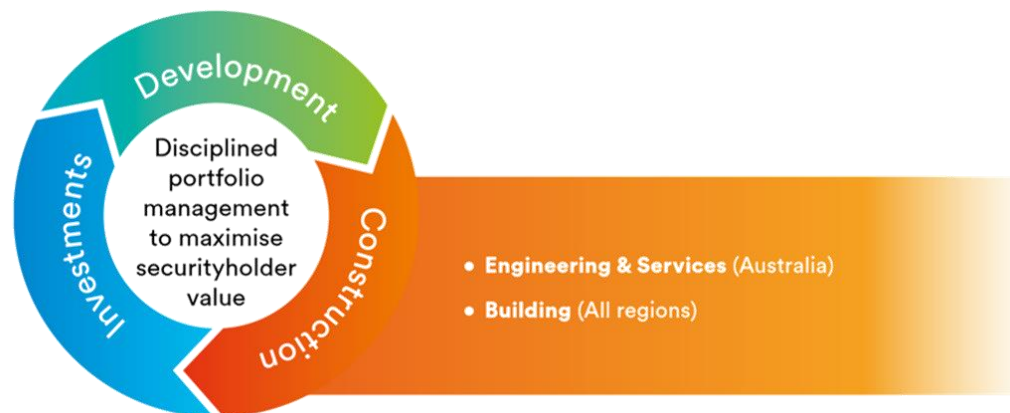 Development
Disciplined
portfolio
management
to maximise
securityholder
value
Investments
Construction
• Engineering & Services (Australia)
• Building (All regions)